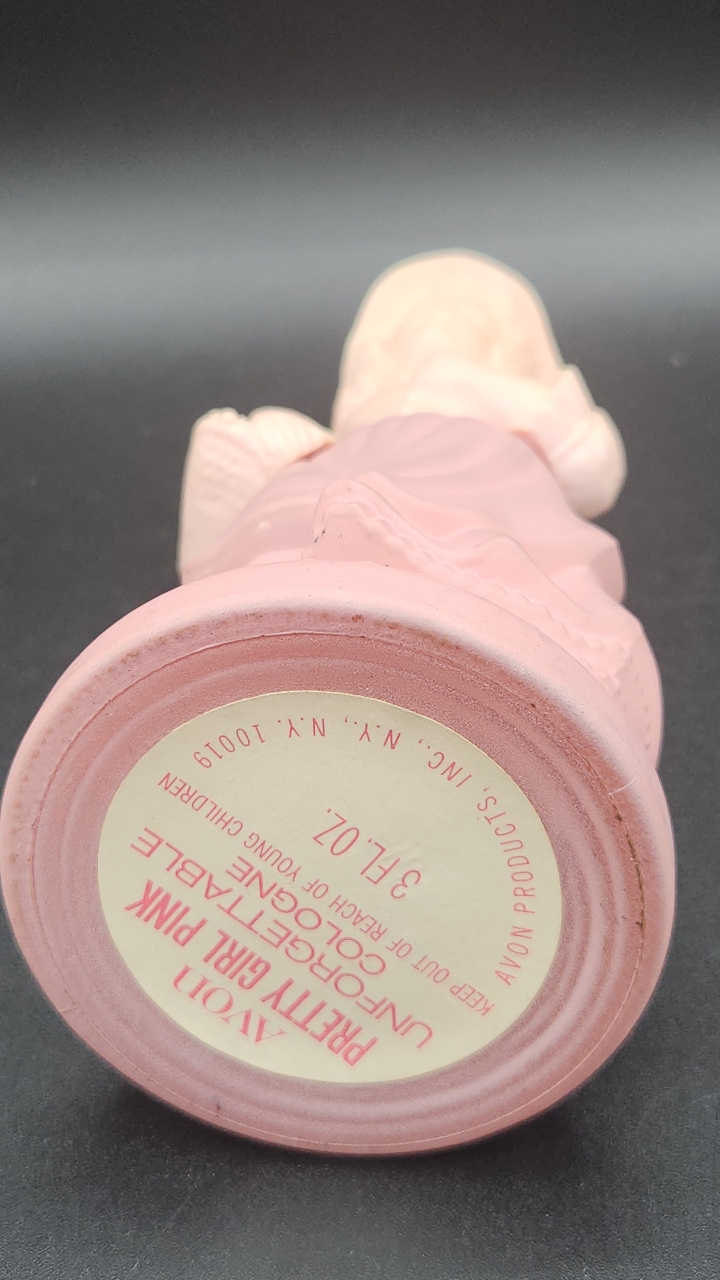 AVON
PRETTY GIRL PINK
UNFORGETTABLE
COLOGNE
KEEP OUT OF REACH OF YOUNG CHILDREN
3 FL. OZ.
AVON PRODUCTS, INC., N.Y., N.Y. 10019